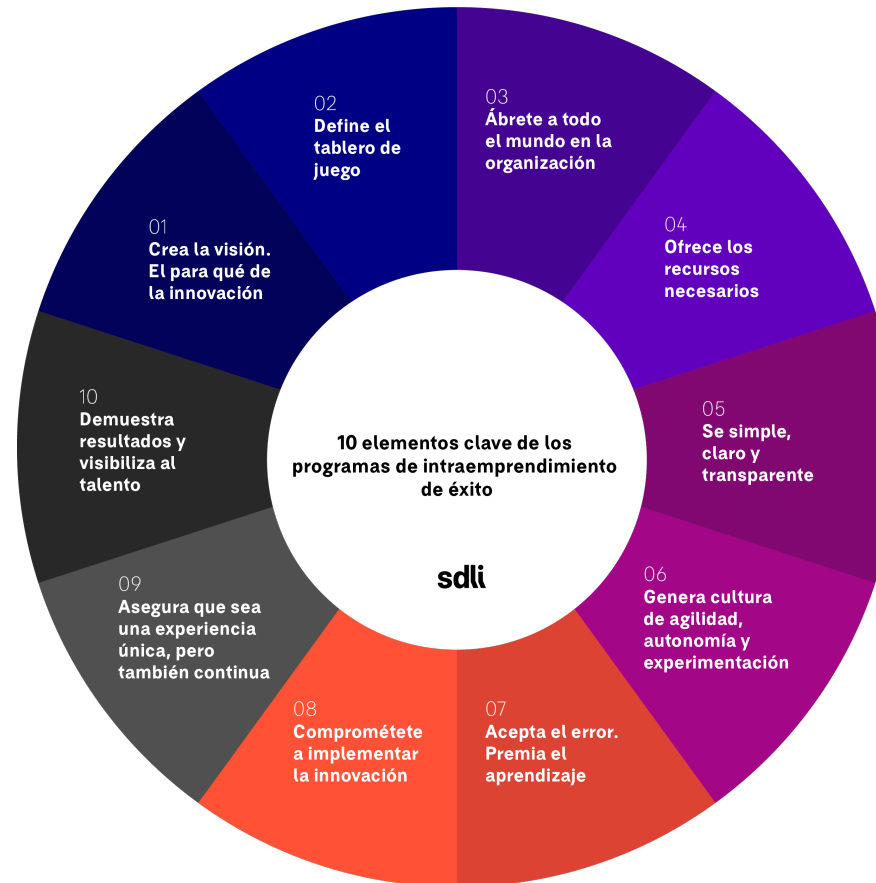 10 elementos clave de los
programas de intraemprendimiento
de éxito
sdli
01
Crea la visión.
El para qué de
la innovación
02
Define el
tablero de
juego
03
Ábrete a todo
el mundo en la
organización
04
Ofrece los
recursos
necesarios
05
Se simple,
claro y
transparente
06
Genera cultura
de agilidad,
autonomía y
experimentación
07
Acepta el error.
Premia el
aprendizaje
08
Comprométete
a implementar
la innovación
09
Asegura que sea
una experiencia
única, pero
también continua
10
Demuestra
resultados y
visibiliza al
talento